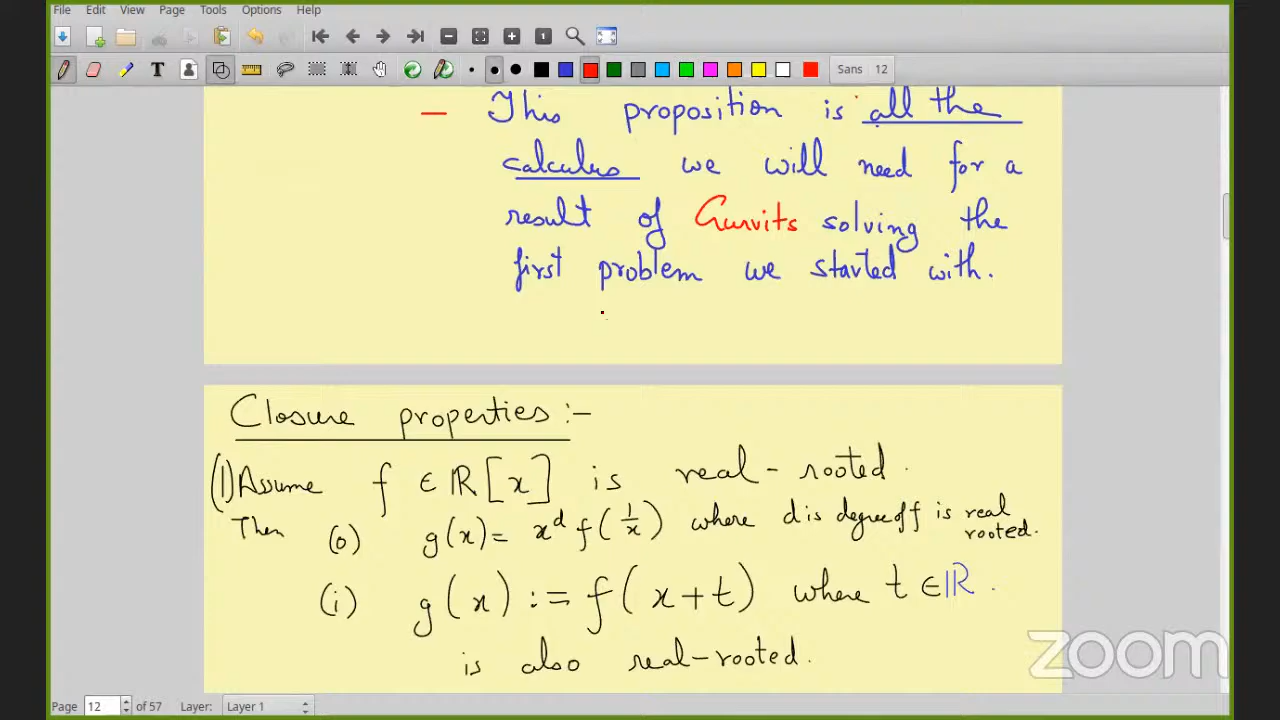 File Edit View Page Tools Options Help
Sans 12
— This proposition is all the
calculus we will need for a
result of Gurvits solving the
first problem we started with.
Closure properties :-
(1) Assume f ∈ ℝ[x] is real-rooted.
Then (0) g(x) = x^d f(1/x) where d is degree of f is real rooted.
(i) g(x) := f(x+t) where t ∈ ℝ.
is also real-rooted.
zoom
Page 12 of 57 Layer: Layer 1